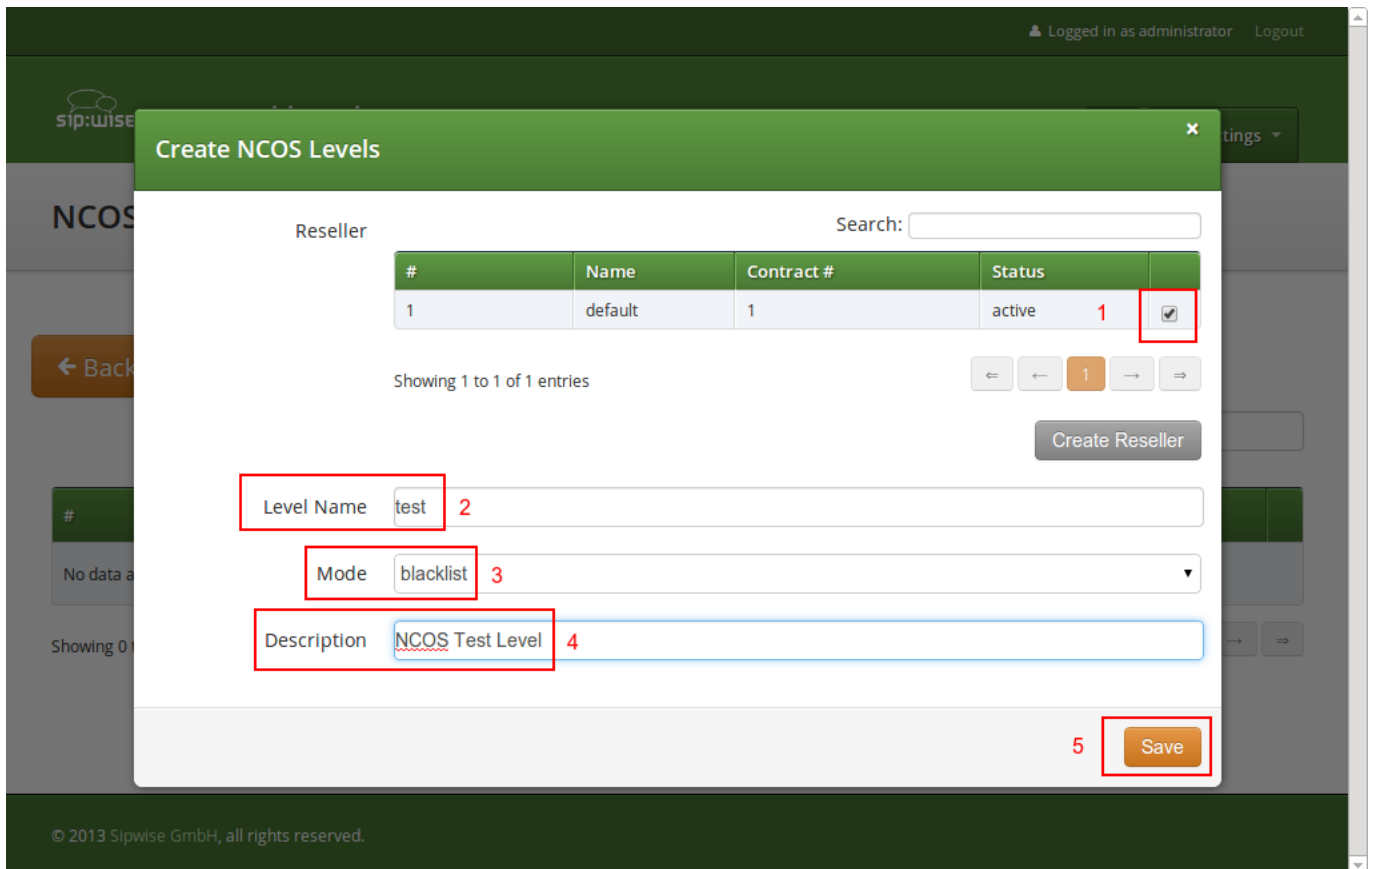 Logged in as administrator Logout
sip:wise
tings
Create NCOS Levels ×
NCOS
Reseller
Search:
# Name Contract # Status
1 default 1 active 1
← Back
Showing 1 to 1 of 1 entries ⇐ ← 1 → ⇒
Create Reseller
Level Name test 2
#
Mode blacklist 3
No data a
Description NCOS Test Level 4
Showing 0 t → ⇒
5 Save
© 2013 Sipwise GmbH, all rights reserved.